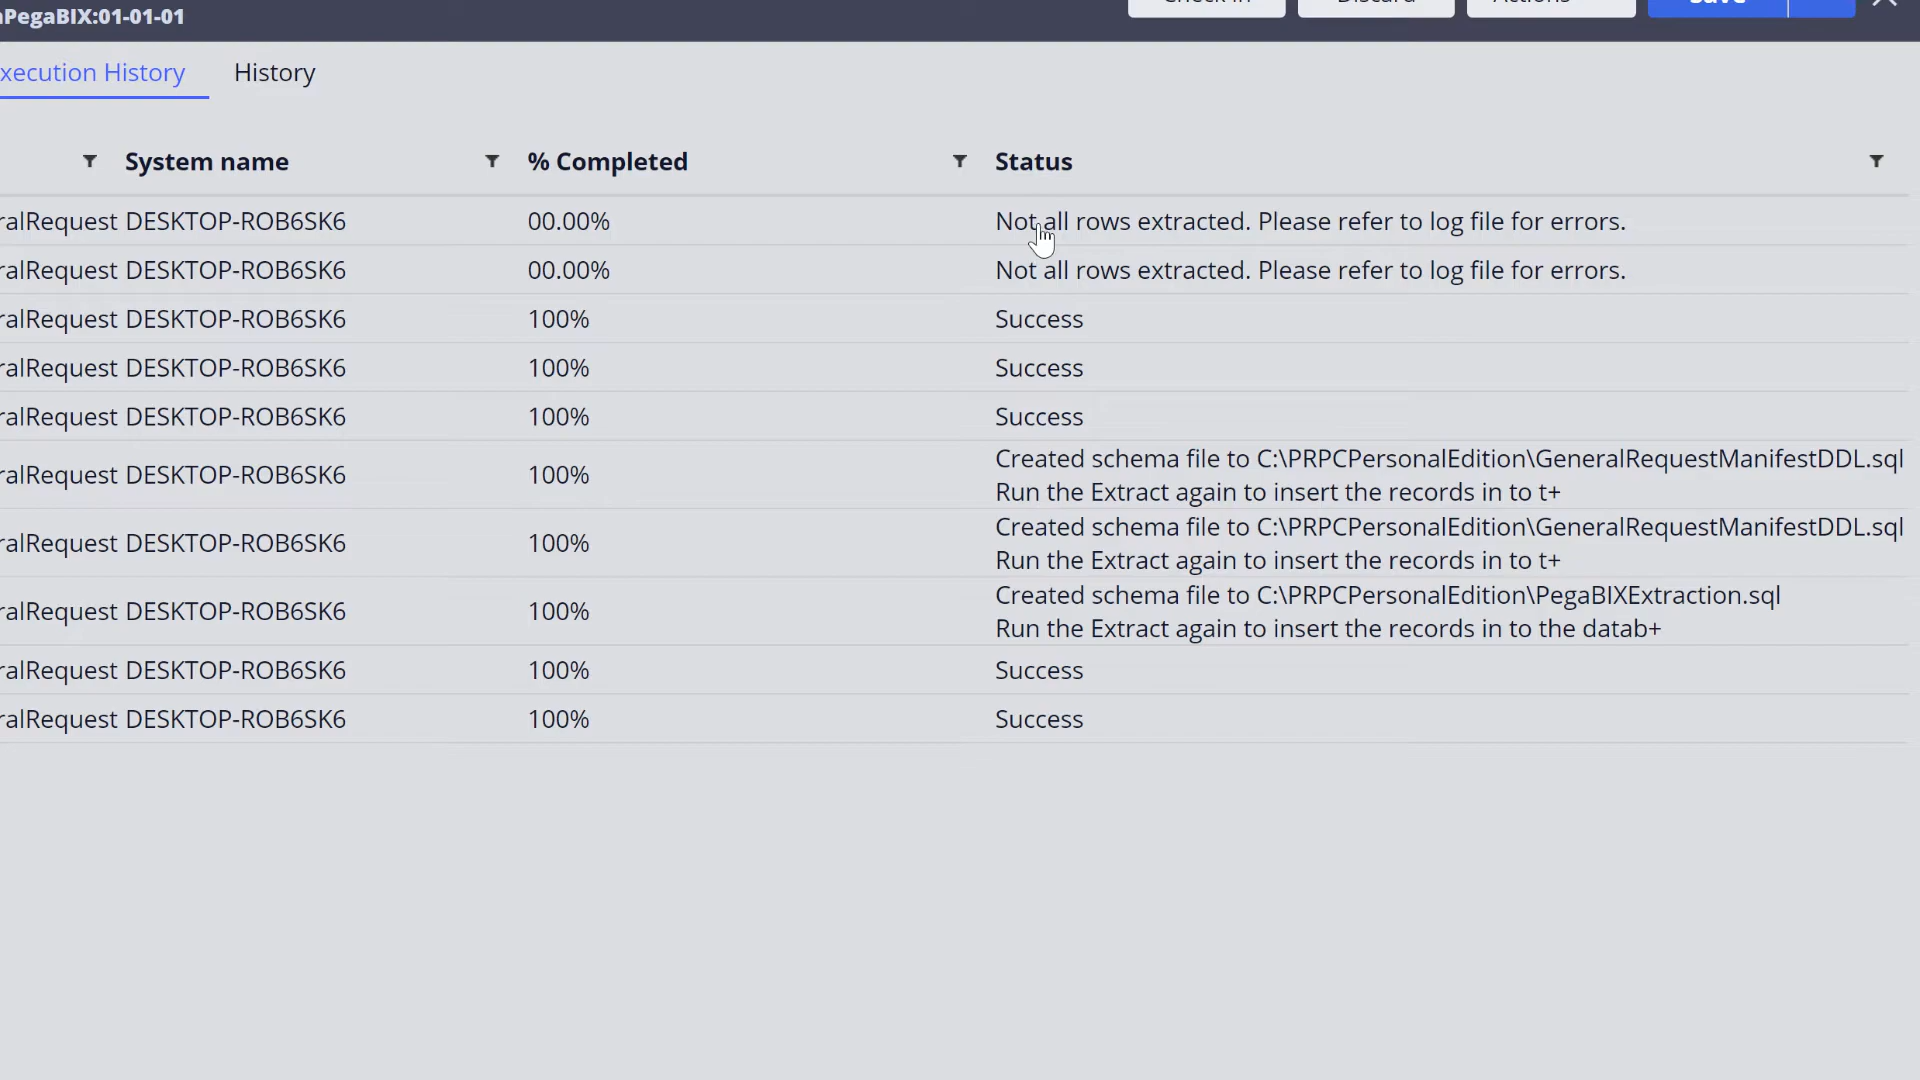 PegaBIX:01-01-01
Check in Discard Actions Save
xecution History History
System name % Completed Status
ralRequest DESKTOP-ROB6SK6 00.00% Not all rows extracted. Please refer to log file for errors.
ralRequest DESKTOP-ROB6SK6 00.00% Not all rows extracted. Please refer to log file for errors.
ralRequest DESKTOP-ROB6SK6 100% Success
ralRequest DESKTOP-ROB6SK6 100% Success
ralRequest DESKTOP-ROB6SK6 100% Success
ralRequest DESKTOP-ROB6SK6 100% Created schema file to C:\PRPCPersonalEdition\GeneralRequestManifestDDL.sql
Run the Extract again to insert the records in to t+
ralRequest DESKTOP-ROB6SK6 100% Created schema file to C:\PRPCPersonalEdition\GeneralRequestManifestDDL.sql
Run the Extract again to insert the records in to t+
ralRequest DESKTOP-ROB6SK6 100% Created schema file to C:\PRPCPersonalEdition\PegaBIXExtraction.sql
Run the Extract again to insert the records in to the datab+
ralRequest DESKTOP-ROB6SK6 100% Success
ralRequest DESKTOP-ROB6SK6 100% Success